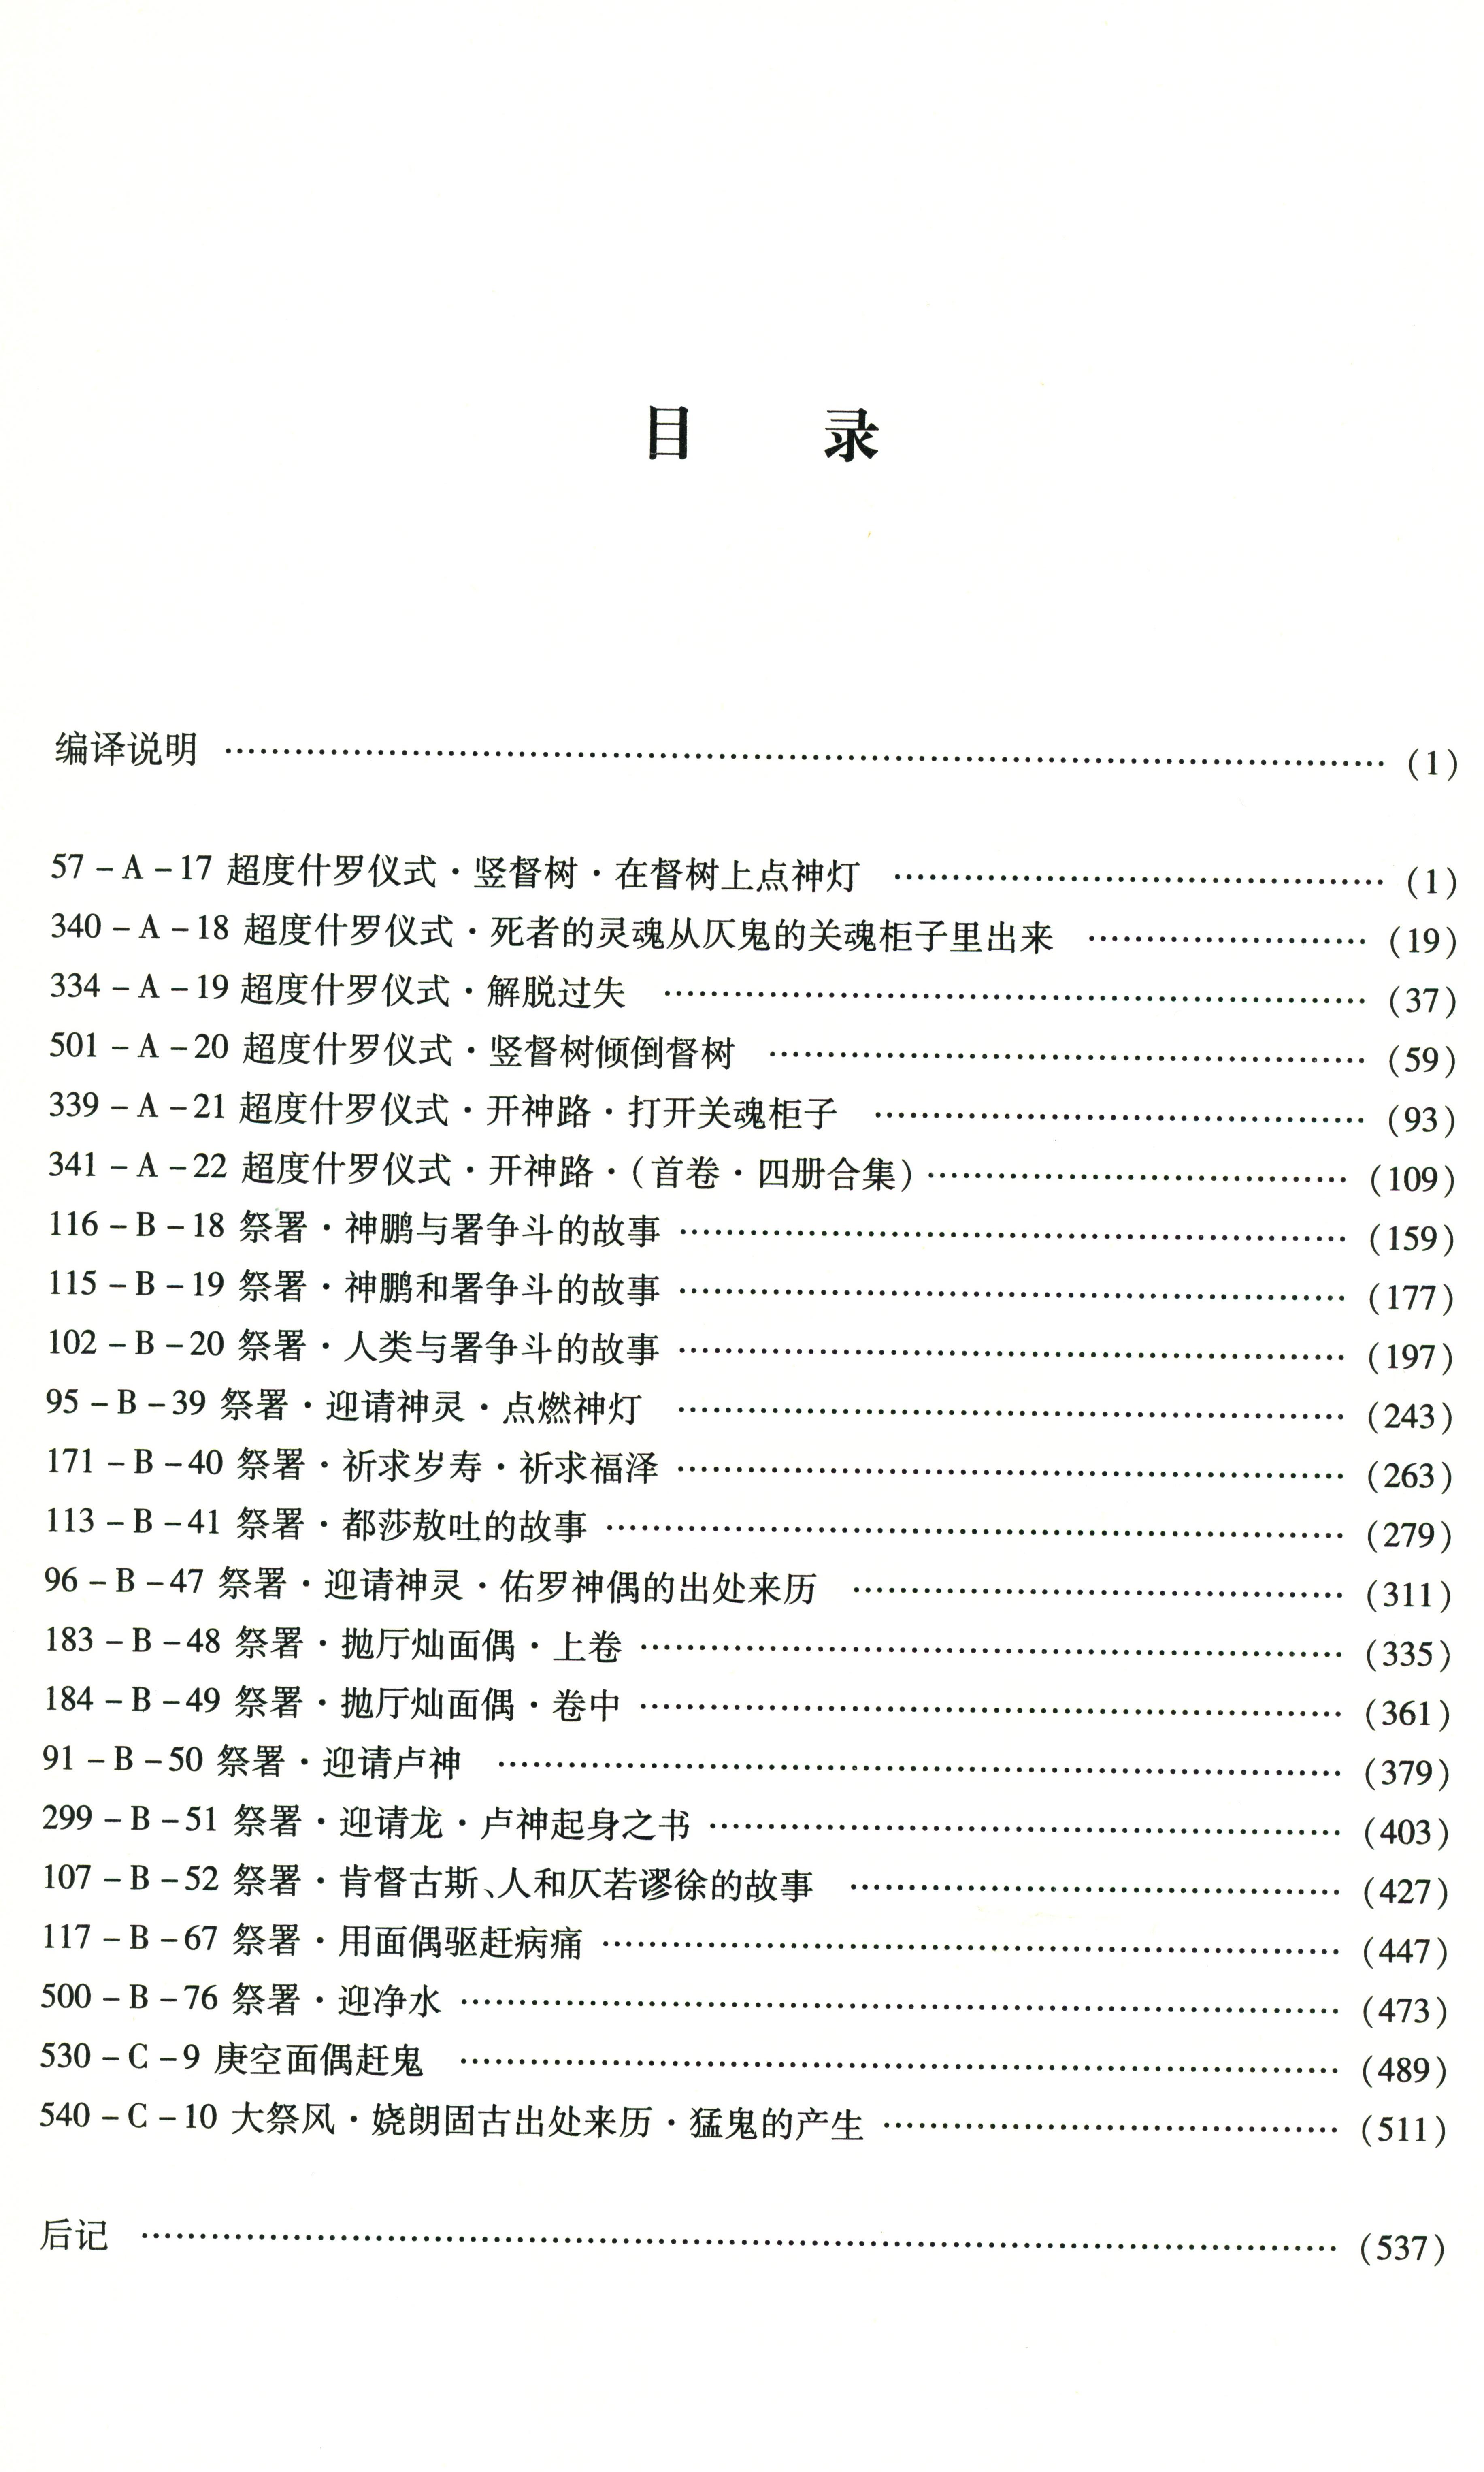 目 录
编译说明 …………………………………………………… (1)
57－A－17 超度什罗仪式·竖督树·在督树上点神灯 …………………… (1)
340－A－18 超度什罗仪式·死者的灵魂从仄鬼的关魂柜子里出来 …………… (19)
334－A－19 超度什罗仪式·解脱过失 …………………………………… (37)
501－A－20 超度什罗仪式·竖督树倾倒督树 …………………………… (59)
339－A－21 超度什罗仪式·开神路·打开关魂柜子 …………………… (93)
341－A－22 超度什罗仪式·开神路·(首卷·四册合集) ………………… (109)
116－B－18 祭署·神鹏与署争斗的故事 ………………………………… (159)
115－B－19 祭署·神鹏和署争斗的故事 ………………………………… (177)
102－B－20 祭署·人类与署争斗的故事 ………………………………… (197)
95－B－39 祭署·迎请神灵·点燃神灯 ………………………………… (243)
171－B－40 祭署·祈求岁寿·祈求福泽 ………………………………… (263)
113－B－41 祭署·都莎敖吐的故事 …………………………………… (279)
96－B－47 祭署·迎请神灵·佑罗神偶的出处来历 …………………… (311)
183－B－48 祭署·抛厅灿面偶·上卷 …………………………………… (335)
184－B－49 祭署·抛厅灿面偶·卷中 …………………………………… (361)
91－B－50 祭署·迎请卢神 …………………………………………… (379)
299－B－51 祭署·迎请龙·卢神起身之书 ……………………………… (403)
107－B－52 祭署·肯督古斯、人和仄若谬徐的故事 …………………… (427)
117－B－67 祭署·用面偶驱赶病痛 …………………………………… (447)
500－B－76 祭署·迎净水 ……………………………………………… (473)
530－C－9 庚空面偶赶鬼 ……………………………………………… (489)
540－C－10 大祭风·娆朗固古出处来历·猛鬼的产生 ………………… (511)
后记 ………………………………………………………… (537)